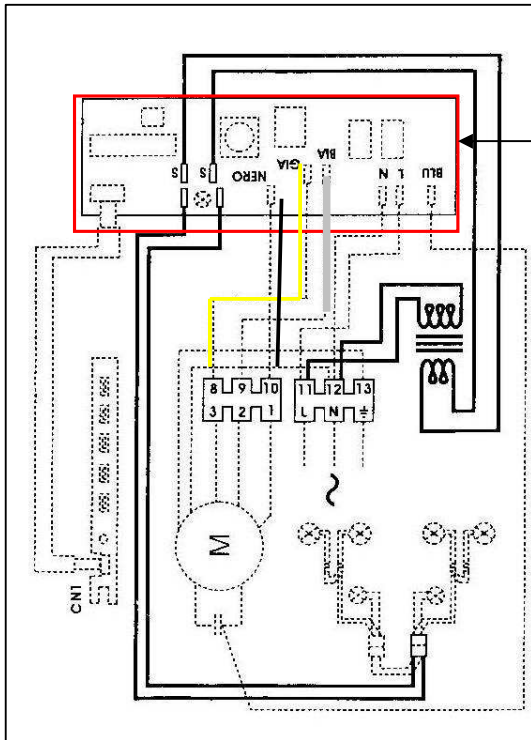 S S NERO GIA BIA N L BLU
8 9 10 11 12 13
3 2 1 L N
M
CN1